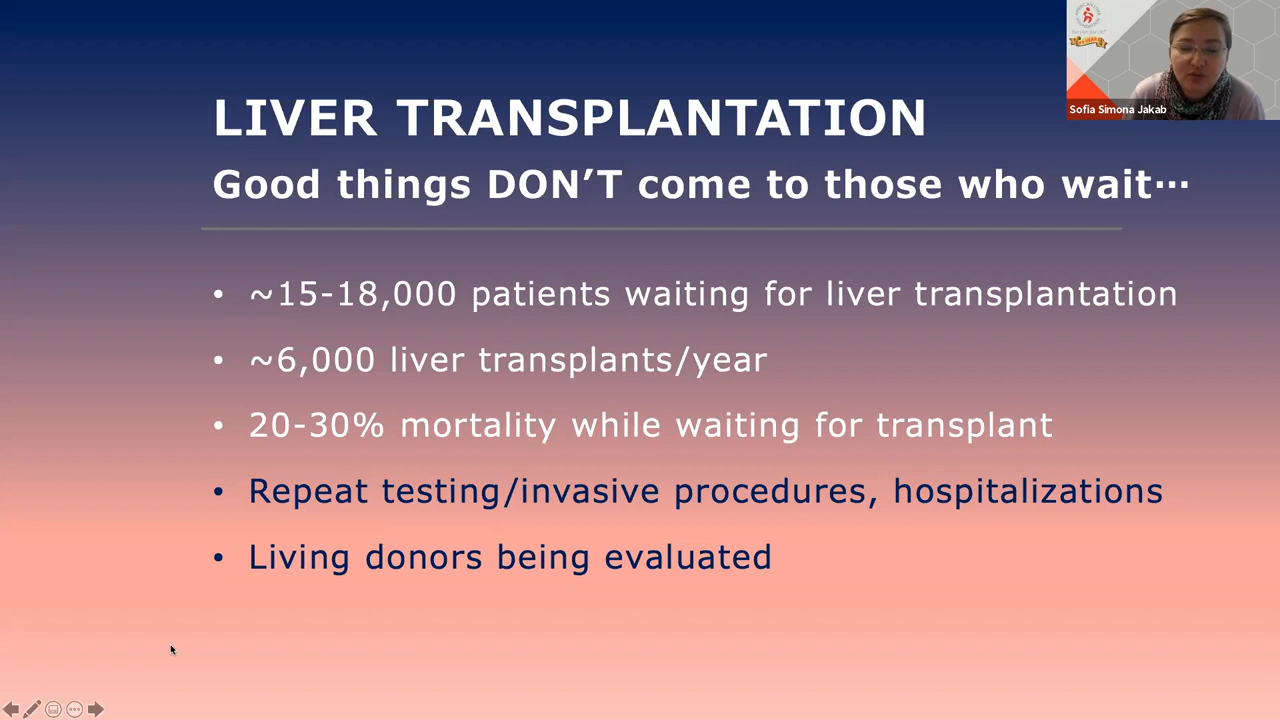 LIVER TRANSPLANTATION
Good things DON’T come to those who wait…
• ~15-18,000 patients waiting for liver transplantation
• ~6,000 liver transplants/year
• 20-30% mortality while waiting for transplant
• Repeat testing/invasive procedures, hospitalizations
• Living donors being evaluated
Sofia Simona Jakab